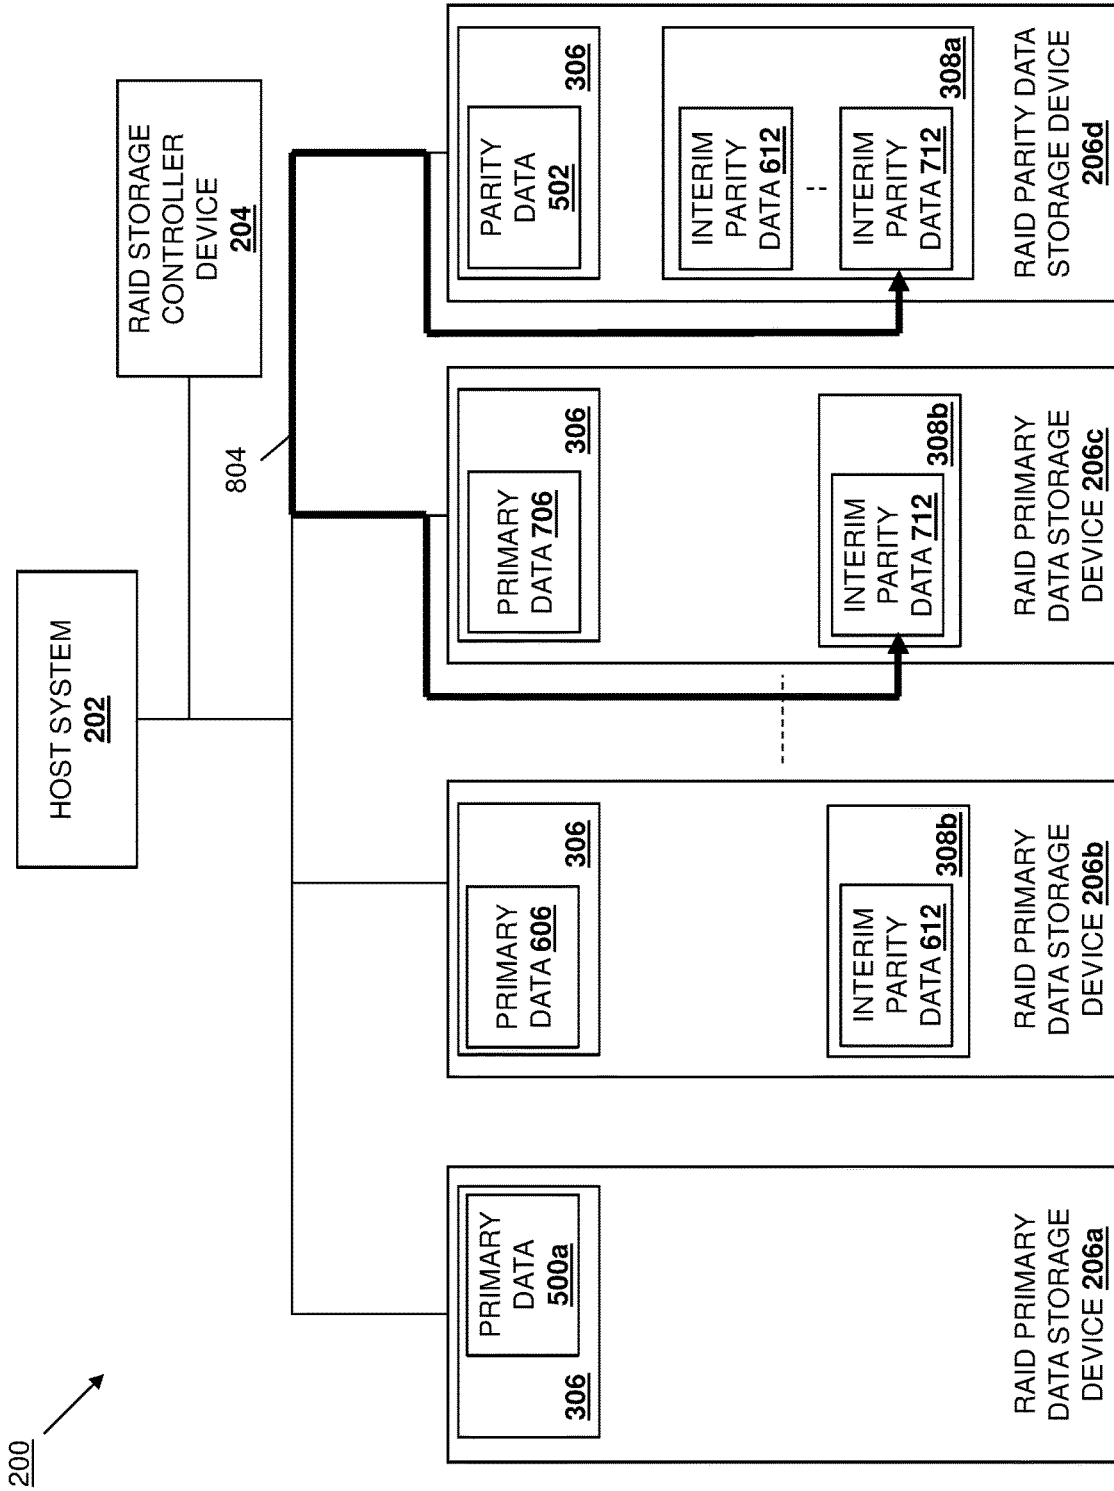 200
HOST SYSTEM
202
RAID STORAGE
CONTROLLER
DEVICE
204
804
PRIMARY
DATA
500a
306
RAID PRIMARY
DATA STORAGE
DEVICE 206a
PRIMARY
DATA 606
306
INTERIM
PARITY
DATA 612
308b
RAID PRIMARY
DATA STORAGE
DEVICE 206b
PRIMARY
DATA 706
306
INTERIM
PARITY
DATA 712
308b
RAID PRIMARY
DATA STORAGE
DEVICE 206c
PARITY
DATA
502
306
INTERIM
PARITY
DATA 612
INTERIM
PARITY
DATA 712
308a
RAID PARITY DATA
STORAGE DEVICE
206d